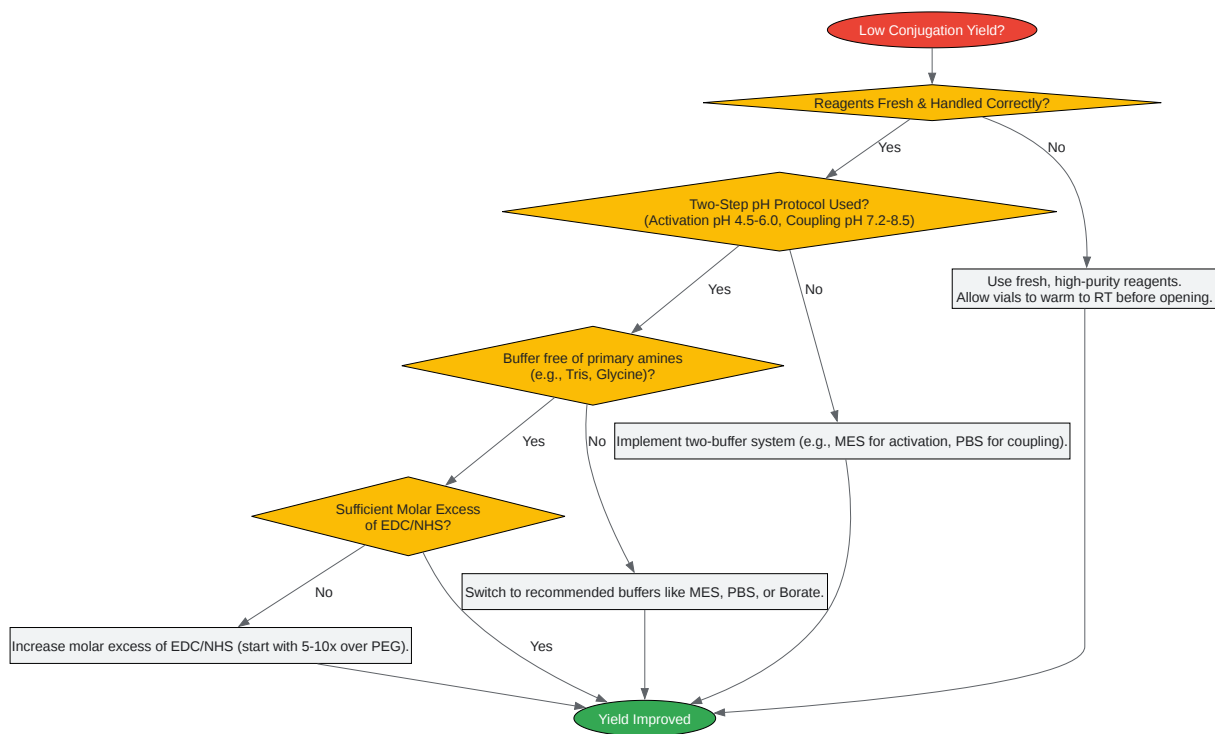 Low Conjugation Yield?
Reagents Fresh & Handled Correctly?
Yes
No
Two-Step pH Protocol Used?
(Activation pH 4.5-6.0, Coupling pH 7.2-8.5)
Yes
No
Use fresh, high-purity reagents.
Allow vials to warm to RT before opening.
Buffer free of primary amines
(e.g., Tris, Glycine)?
Yes
No
Implement two-buffer system (e.g., MES for activation, PBS for coupling).
Sufficient Molar Excess
of EDC/NHS?
No
Yes
Switch to recommended buffers like MES, PBS, or Borate.
Increase molar excess of EDC/NHS (start with 5-10x over PEG).
Yield Improved